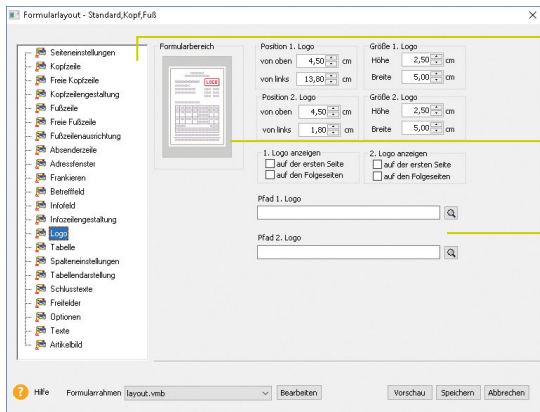 Formularlayout - Standard,Kopf,Fuß
Seiteneinstellungen
Kopfzeile
Freie Kopfzeile
Kopfzeilengestaltung
Fußzeile
Freie Fußzeile
Fußzeilenausrichtung
Absenderzeile
Adressfenster
Frankieren
Betrefffeld
Infofeld
Infozeilengestaltung
Logo
Tabelle
Spalteneinstellungen
Tabellendarstellung
Schlusstexte
Freifelder
Optionen
Texte
Artikelbild
Formularbereich
LOGO
Position 1. Logo
von oben 4,50 cm
von links 13,80 cm
Größe 1. Logo
Höhe 2,50 cm
Breite 5,00 cm
Position 2. Logo
von oben 4,50 cm
von links 1,80 cm
Größe 2. Logo
Höhe 2,50 cm
Breite 5,00 cm
1. Logo anzeigen
auf der ersten Seite
auf den Folgeseiten
2. Logo anzeigen
auf der ersten Seite
auf den Folgeseiten
Pfad 1. Logo
Pfad 2. Logo
? Hilfe Formularrahmen layout.vmb Bearbeiten Vorschau Speichern Abbrechen